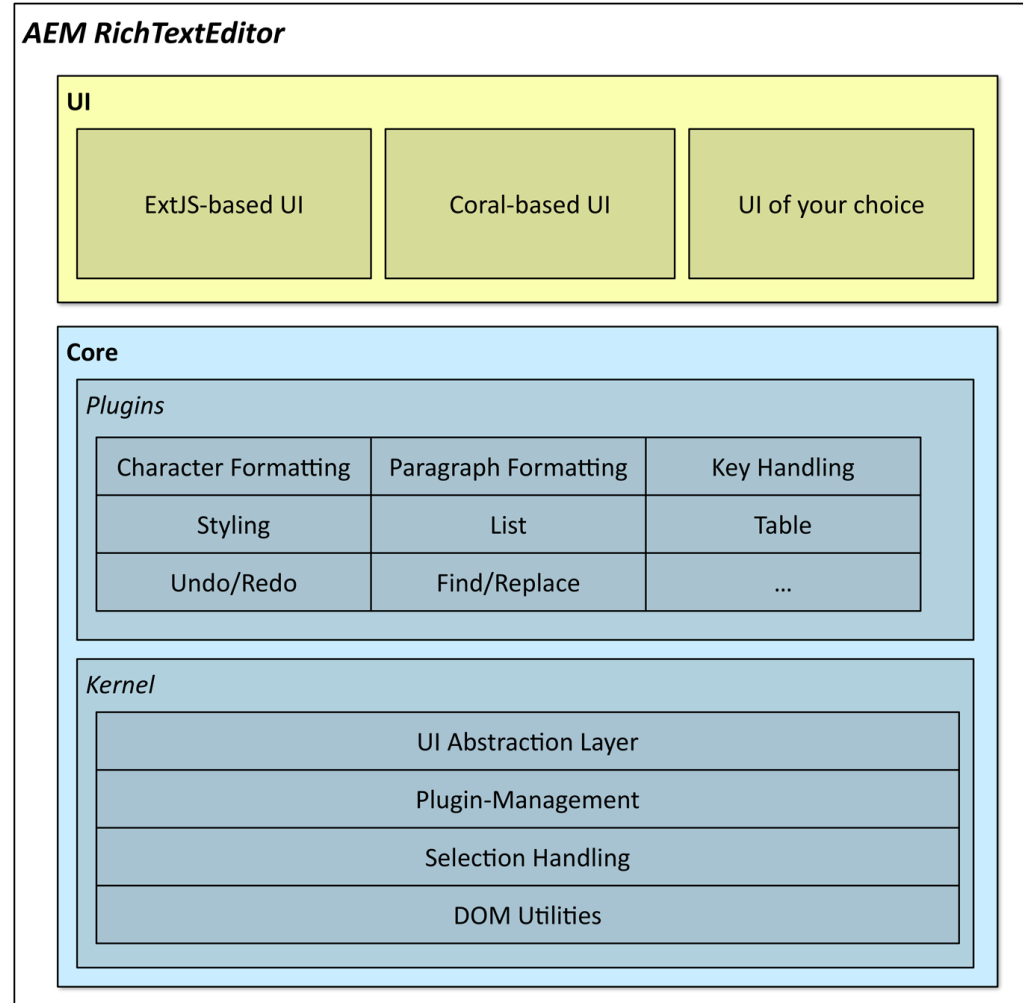 AEM RichTextEditor
UI
ExtJS-based UI
Coral-based UI
UI of your choice
Core
Plugins
Character Formatting
Paragraph Formatting
Key Handling
Styling
List
Table
Undo/Redo
Find/Replace
...
Kernel
UI Abstraction Layer
Plugin-Management
Selection Handling
DOM Utilities